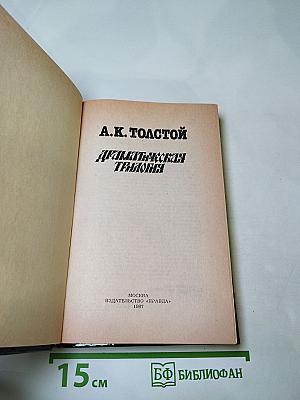 А.К.ТОЛСТОЙ
ДРАМАТИЧЕСКАЯ
ТРИЛОГИЯ
МОСКВА
ИЗДАТЕЛЬСТВО «ПРАВДА»
1987
15 см
БФ БИБЛИОФАН